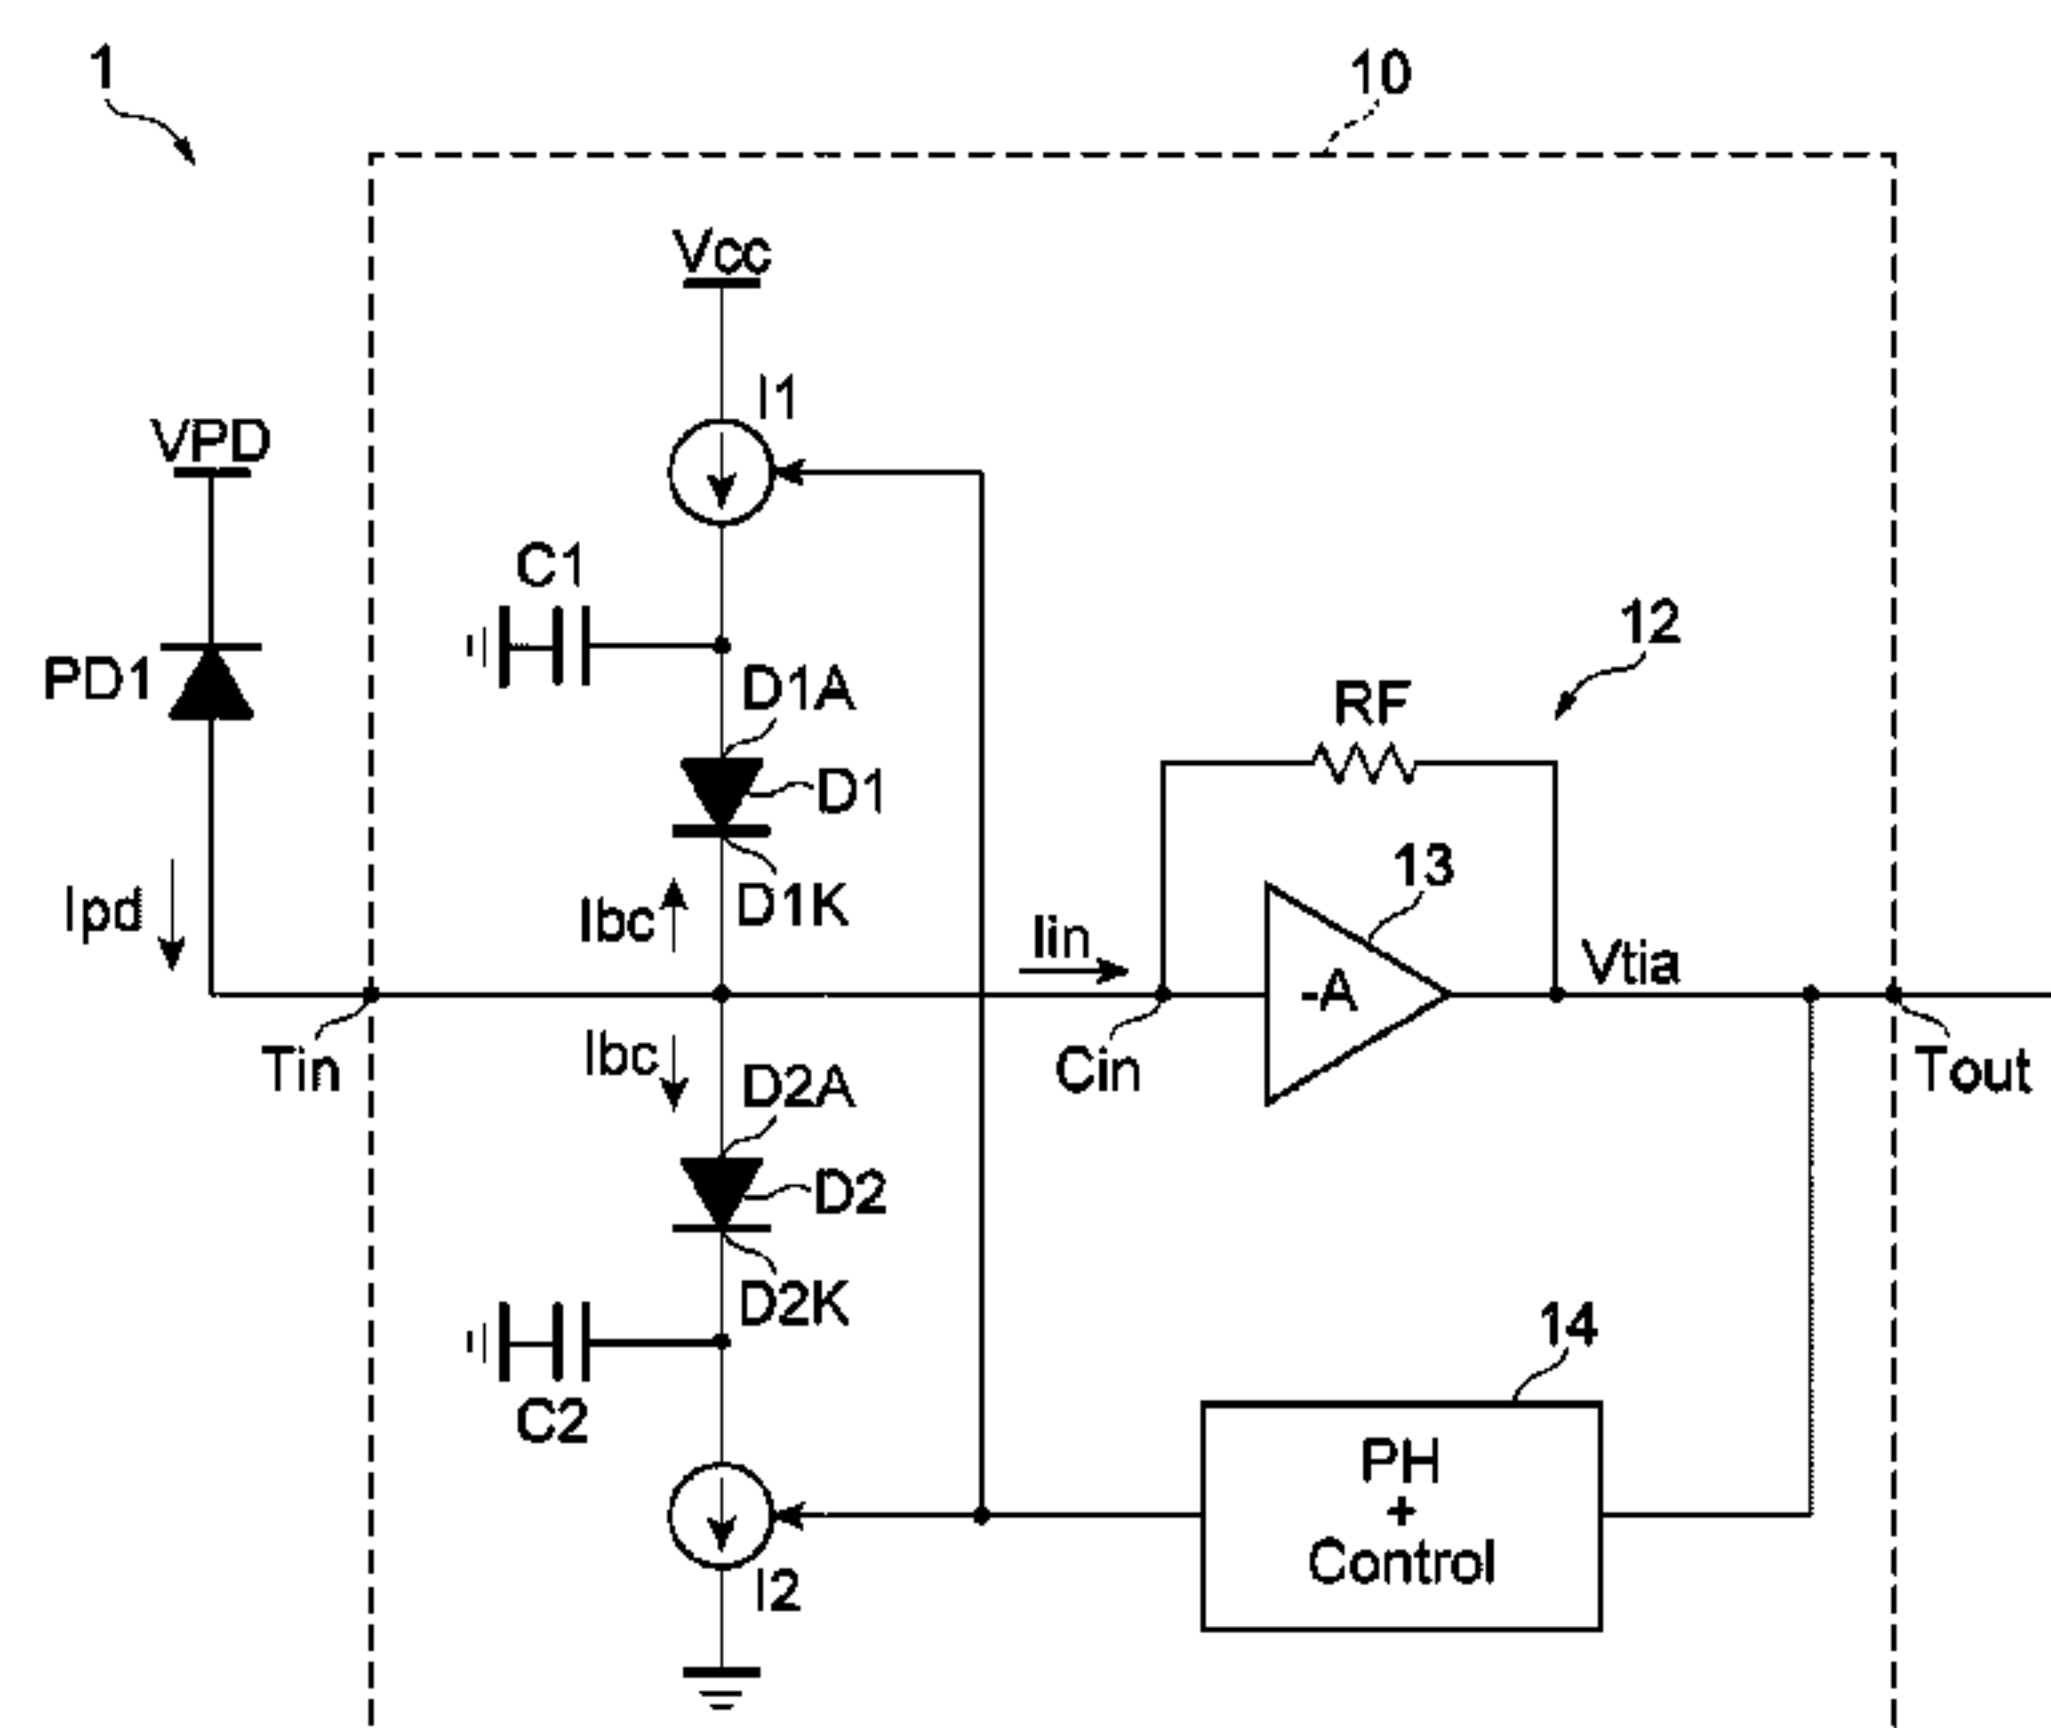 1
10
Vcc
I1
VPD
C1
12
D1A
RF
PD1
D1
13
Ipd
Ibc
D1K
Iin
Vtia
-A
Tin
Ibc
D2A
Cin
Tout
D2
D2K
14
C2
PH
+
Control
I2